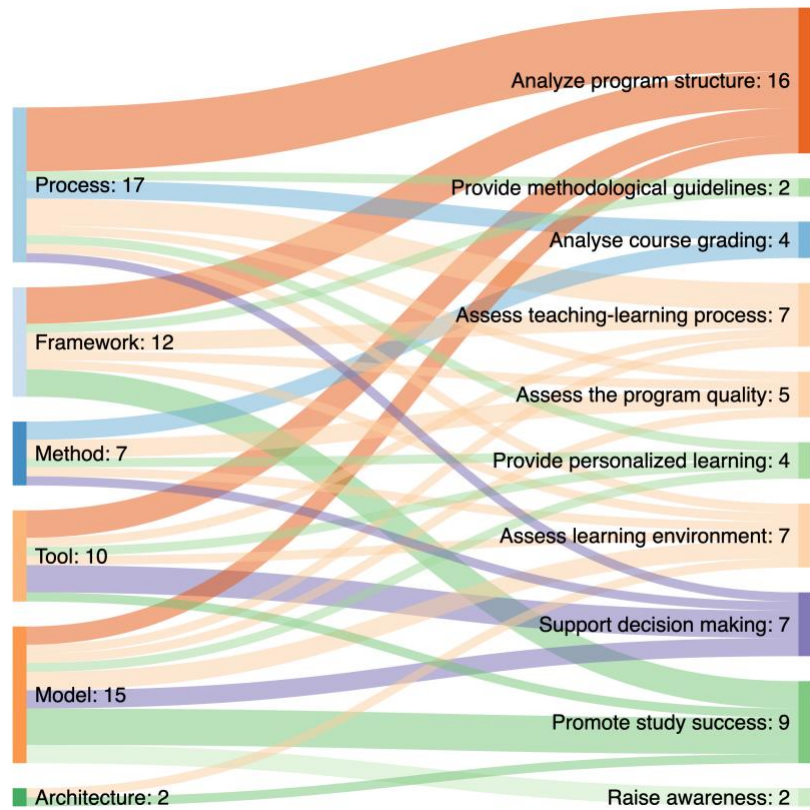 Process: 17
Framework: 12
Method: 7
Tool: 10
Model: 15
Architecture: 2
Analyze program structure: 16
Provide methodological guidelines: 2
Analyse course grading: 4
Assess teaching-learning process: 7
Assess the program quality: 5
Provide personalized learning: 4
Assess learning environment: 7
Support decision making: 7
Promote study success: 9
Raise awareness: 2